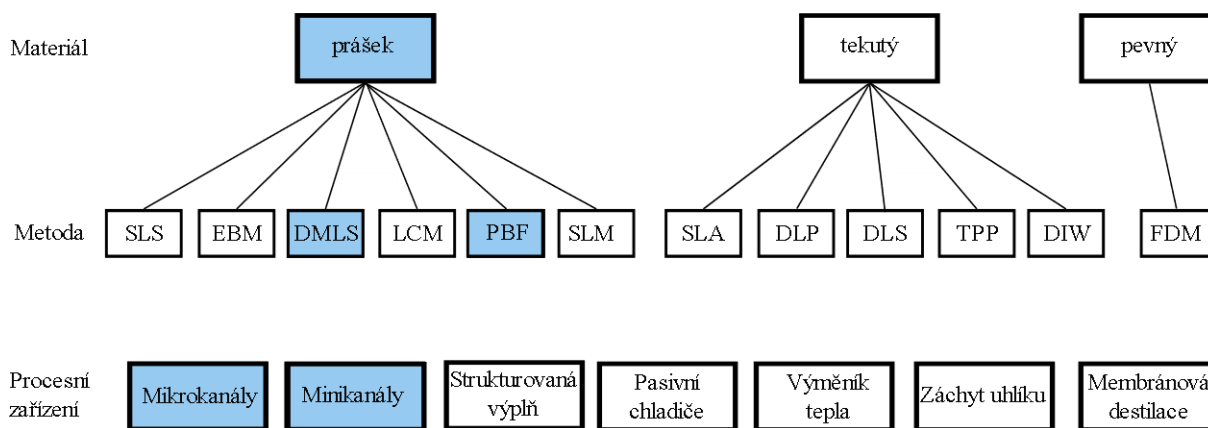 Materiál
prášek
tekutý
pevný
Metoda
SLS
EBM
DMLS
LCM
PBF
SLM
SLA
DLP
DLS
TPP
DIW
FDM
Procesní
zařízení
Mikrokanály
Minikanály
Strukturovaná
výplň
Pasivní
chladiče
Výměník
tepla
Záchyt uhlíku
Membránová
destilace